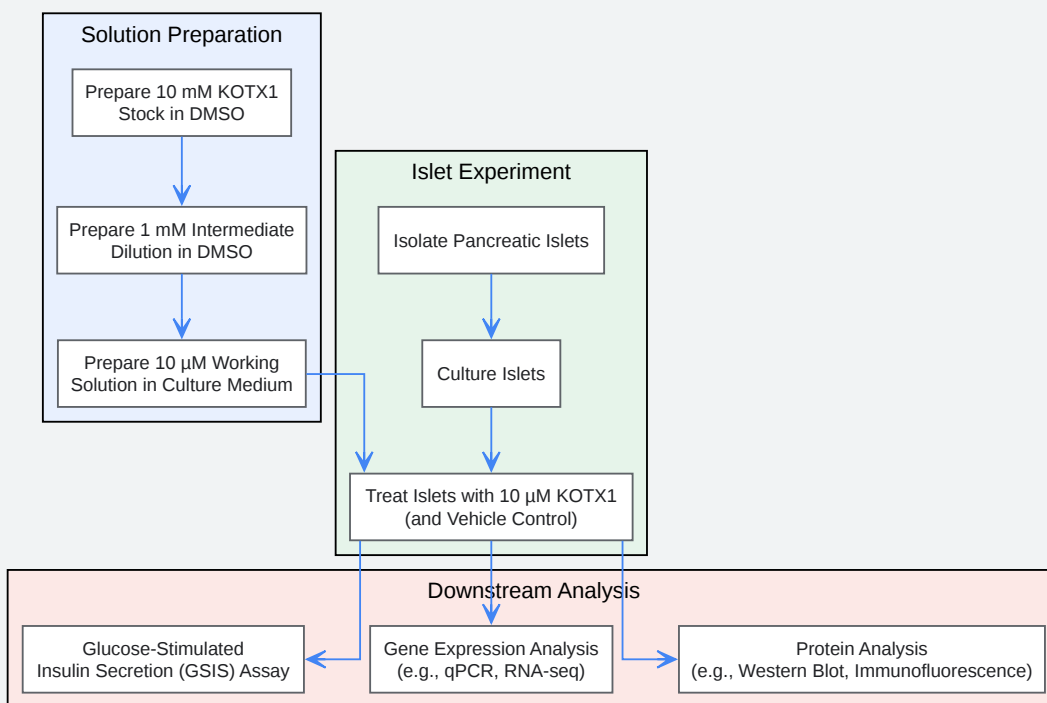 Solution Preparation
Prepare 10 mM KOTX1
Stock in DMSO
Prepare 1 mM Intermediate
Dilution in DMSO
Prepare 10 µM Working
Solution in Culture Medium
Islet Experiment
Isolate Pancreatic Islets
Culture Islets
Treat Islets with 10 µM KOTX1
(and Vehicle Control)
Downstream Analysis
Glucose-Stimulated
Insulin Secretion (GSIS) Assay
Gene Expression Analysis
(e.g., qPCR, RNA-seq)
Protein Analysis
(e.g., Western Blot, Immunofluorescence)